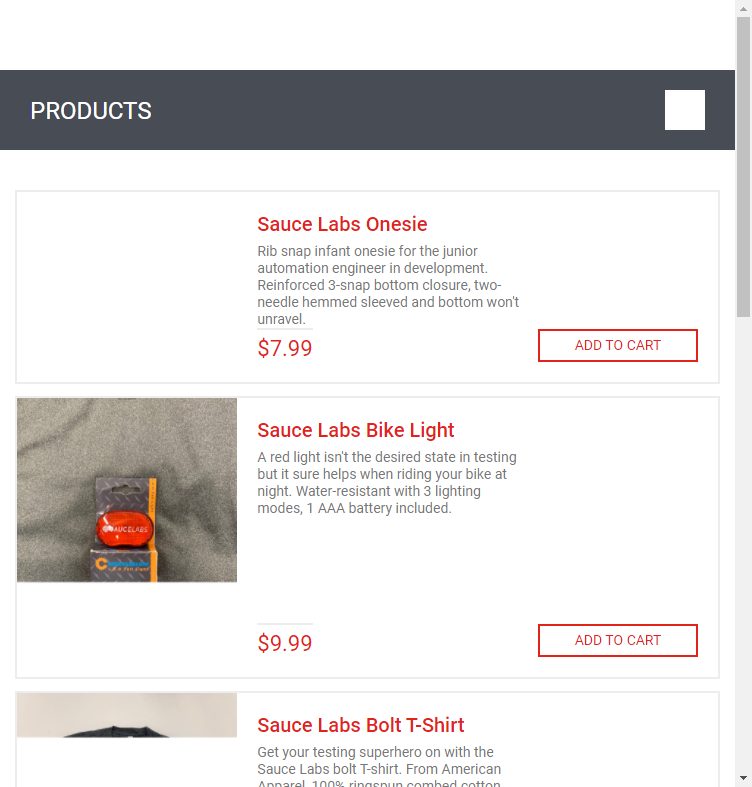 PRODUCTS
Sauce Labs Onesie
Rib snap infant onesie for the junior
automation engineer in development.
Reinforced 3-snap bottom closure, two-
needle hemmed sleeved and bottom won't
unravel.
$7.99
ADD TO CART
Sauce Labs Bike Light
A red light isn't the desired state in testing
but it sure helps when riding your bike at
night. Water-resistant with 3 lighting
modes, 1 AAA battery included.
SAUCELABS
$9.99
ADD TO CART
Sauce Labs Bolt T-Shirt
Get your testing superhero on with the
Sauce Labs bolt T-shirt. From American
Apparel, 100% ringspun combed cotton